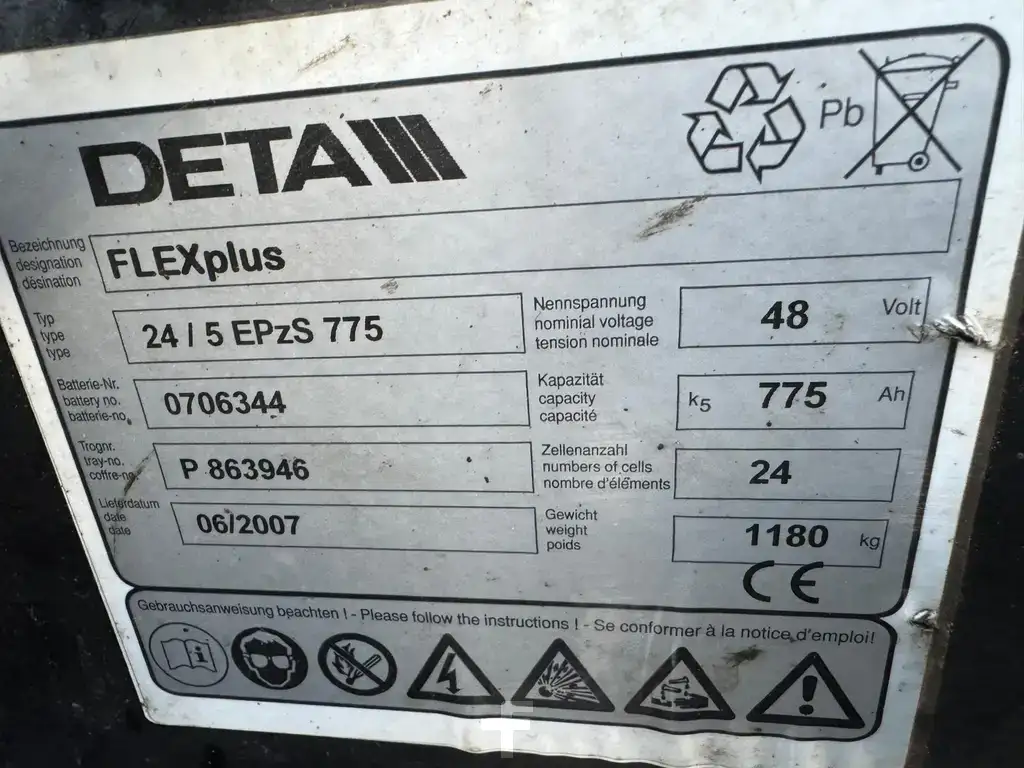 DETA
Pb
Bezeichnung
designation
désination
FLEXplus
Typ
type
type
24 / 5 EPzS 775
Nennspannung
nominial voltage
tension nominale
48 Volt
Batterie-Nr.
battery no.
batterie-no.
0706344
Kapazität
capacity
capacité
k5 775 Ah
Trognr.
tray-no.
coffre-no.
P 863946
Zellenanzahl
numbers of cells
nombre d'éléments
24
Lieferdatum
date
date
06/2007
Gewicht
weight
poids
1180 kg
CE
Gebrauchsanweisung beachten ! - Please follow the instructions ! - Se conformer à la notice d'emploi!